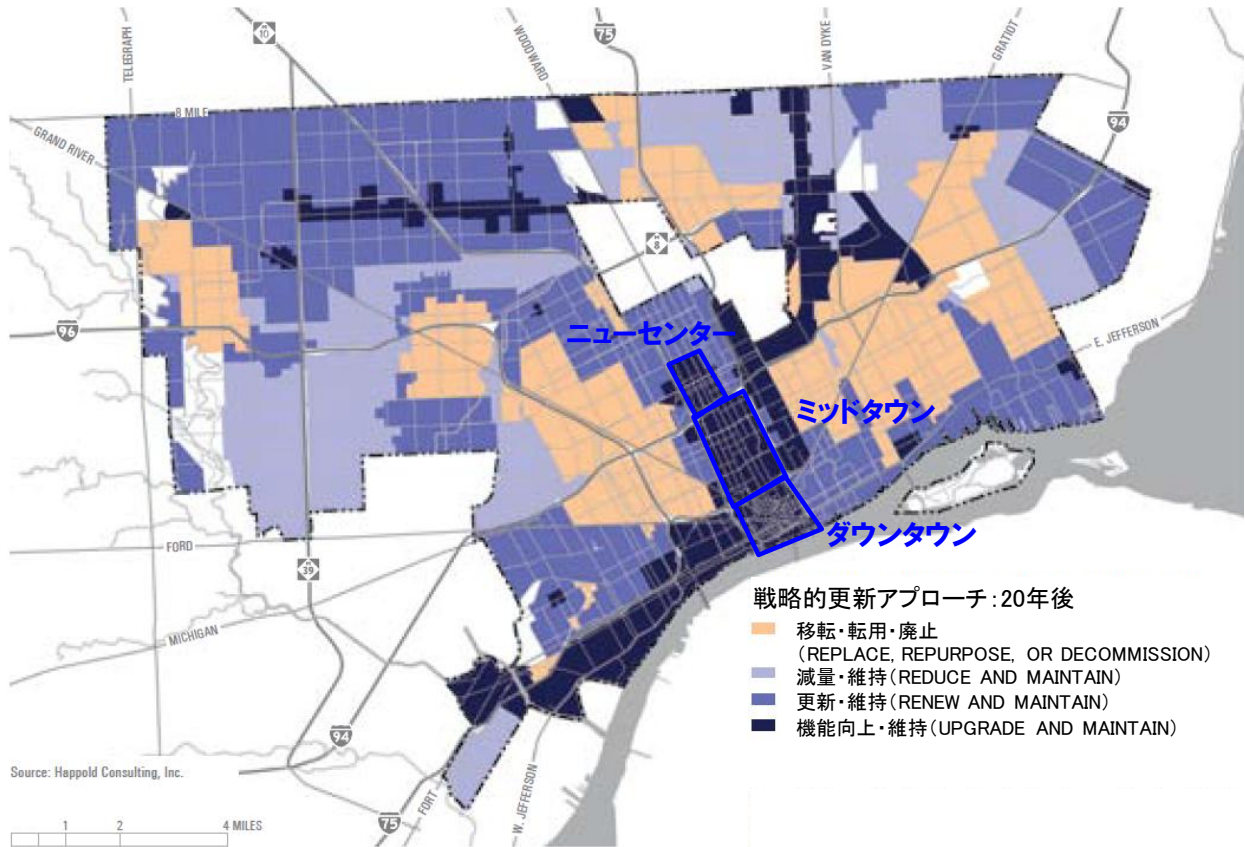 TELEGRAPH
10
WOODWARD
75
VAN DYKE
GRATIOT
8 MILE
94
GRAND RIVER
8
96
ニューセンター
E. JEFFERSON
ミッドタウン
ダウンタウン
FORD
39
MICHIGAN
戦略的更新アプローチ:20年後
移転・転用・廃止
(REPLACE, REPURPOSE, OR DECOMMISSION)
減量・維持(REDUCE AND MAINTAIN)
更新・維持(RENEW AND MAINTAIN)
機能向上・維持(UPGRADE AND MAINTAIN)
94
Source: Happold Consulting, Inc.
FORT
W. JEFFERSON
75
1 2 4 MILES